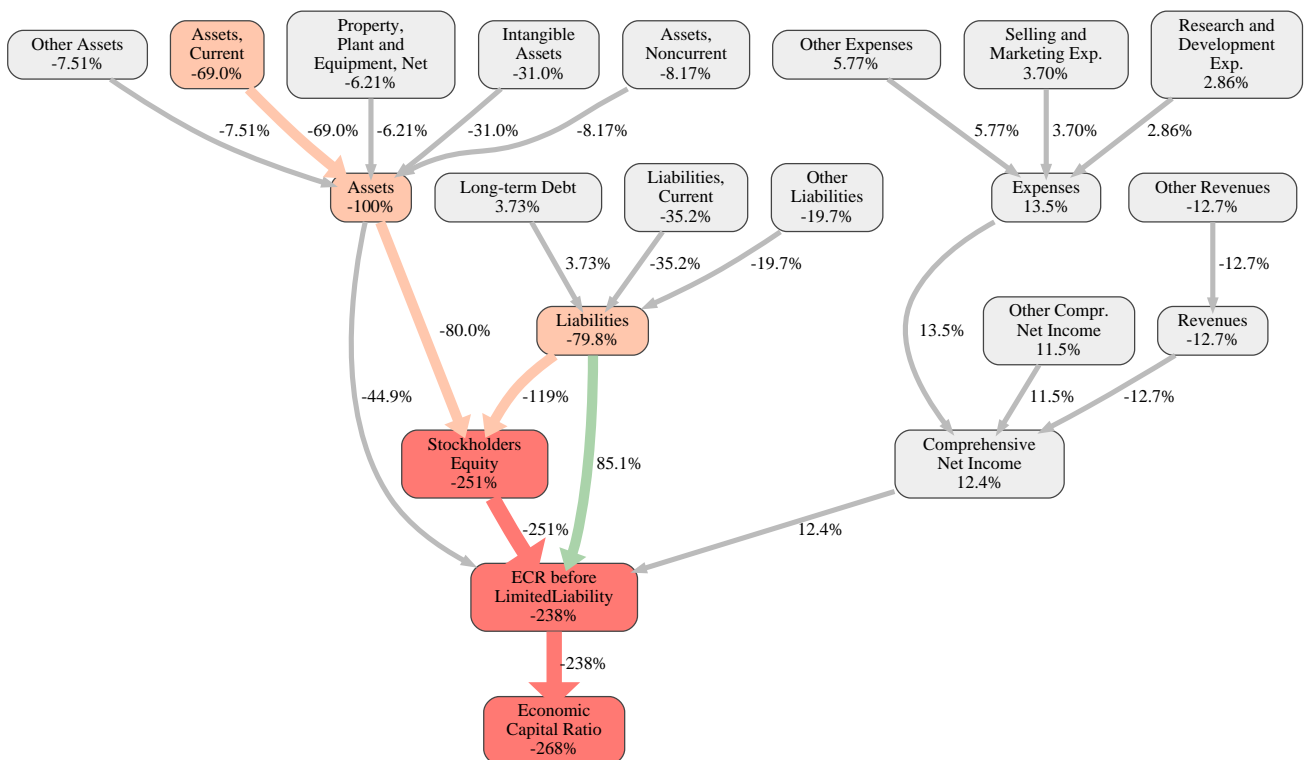 Other Assets
-7.51%
Assets,
Current
-69.0%
Property,
Plant and
Equipment, Net
-6.21%
Intangible
Assets
-31.0%
Assets,
Noncurrent
-8.17%
Other Expenses
5.77%
Selling and
Marketing Exp.
3.70%
Research and
Development
Exp.
2.86%
-7.51%
-69.0%
-6.21%
-31.0%
-8.17%
5.77%
3.70%
2.86%
Assets
-100%
Long-term Debt
3.73%
Liabilities,
Current
-35.2%
Other
Liabilities
-19.7%
Expenses
13.5%
Other Revenues
-12.7%
3.73%
-35.2%
-19.7%
-12.7%
-80.0%
Liabilities
-79.8%
13.5%
Other Compr.
Net Income
11.5%
Revenues
-12.7%
-44.9%
-119%
11.5%
-12.7%
Stockholders
Equity
-251%
85.1%
Comprehensive
Net Income
12.4%
-251%
12.4%
ECR before
LimitedLiability
-238%
-238%
Economic
Capital Ratio
-268%